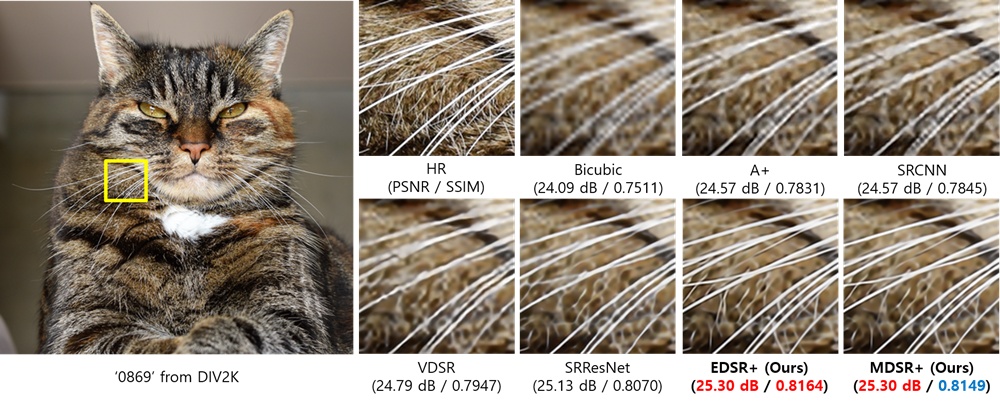 HR
(PSNR / SSIM)
Bicubic
(24.09 dB / 0.7511)
A+
(24.57 dB / 0.7831)
SRCNN
(24.57 dB / 0.7845)
VDSR
(24.79 dB / 0.7947)
SRResNet
(25.13 dB / 0.8070)
EDSR+ (Ours)
(25.30 dB / 0.8164)
MDSR+ (Ours)
(25.30 dB / 0.8149)
‘0869’ from DIV2K